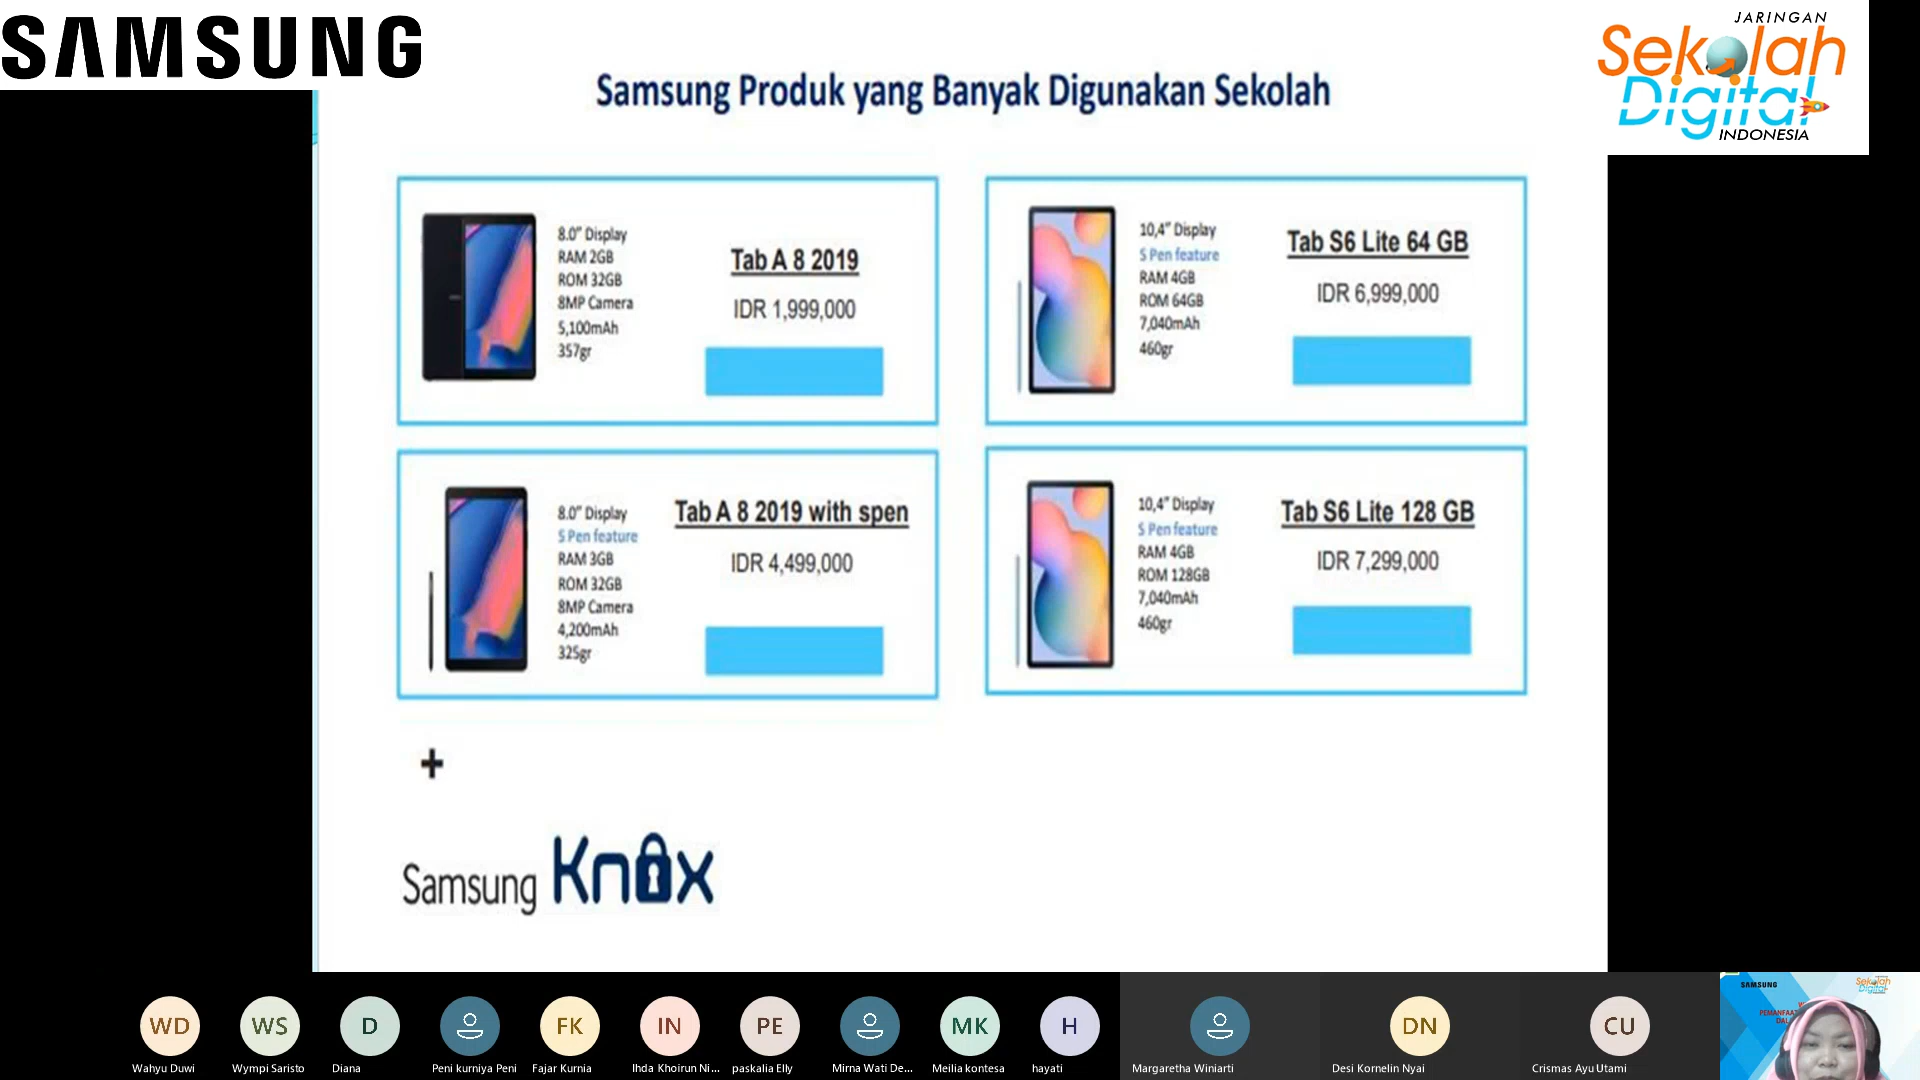 SAMSUNG
JARINGAN
Sekolah
Digital
INDONESIA
Samsung Produk yang Banyak Digunakan Sekolah
8.0” Display
RAM 2GB
ROM 32GB
8MP Camera
5,100mAh
357gr
Tab A 8 2019
IDR 1,999,000
10,4” Display
S Pen feature
RAM 4GB
ROM 64GB
7,040mAh
460gr
Tab S6 Lite 64 GB
IDR 6,999,000
8.0” Display
S Pen feature
RAM 3GB
ROM 32GB
8MP Camera
4,200mAh
325gr
Tab A 8 2019 with spen
IDR 4,499,000
10,4” Display
S Pen feature
RAM 4GB
ROM 128GB
7,040mAh
460gr
Tab S6 Lite 128 GB
IDR 7,299,000
+
Samsung Knox
WD
WS
D
FK
IN
PE
MK
H
DN
CU
Wahyu Duwi
Wympi Saristo
Diana
Peni kurniya Peni
Fajar Kurnia
Ihda Khoirun Ni...
paskalia Elly
Mirna Wati De...
Meilia kontesa
hayati
Margaretha Winiarti
Desi Kornelin Nyai
Crismas Ayu Utami
SAMSUNG
Sekolah
Digital